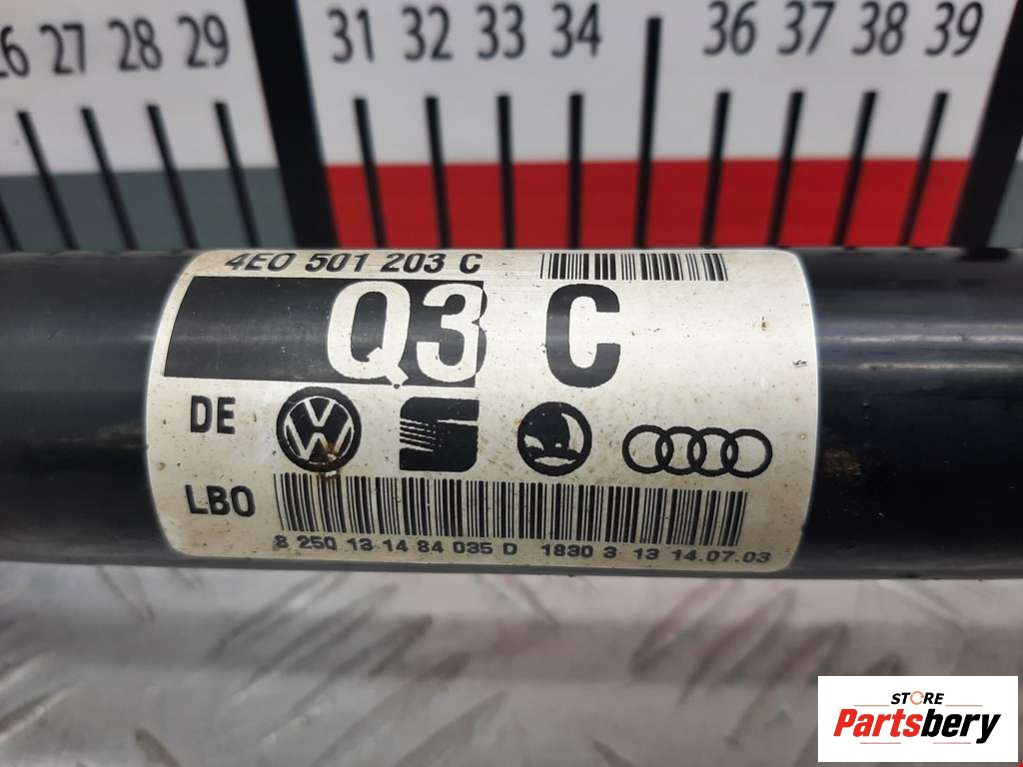 26 27 28 29 31 32 33 34 36 37 38 39
4E0 501 203 C
Q3 C
DE
LBO
8 250 13 14 84 035 D 1830 3 13 14.07.03
STORE
Partsbery